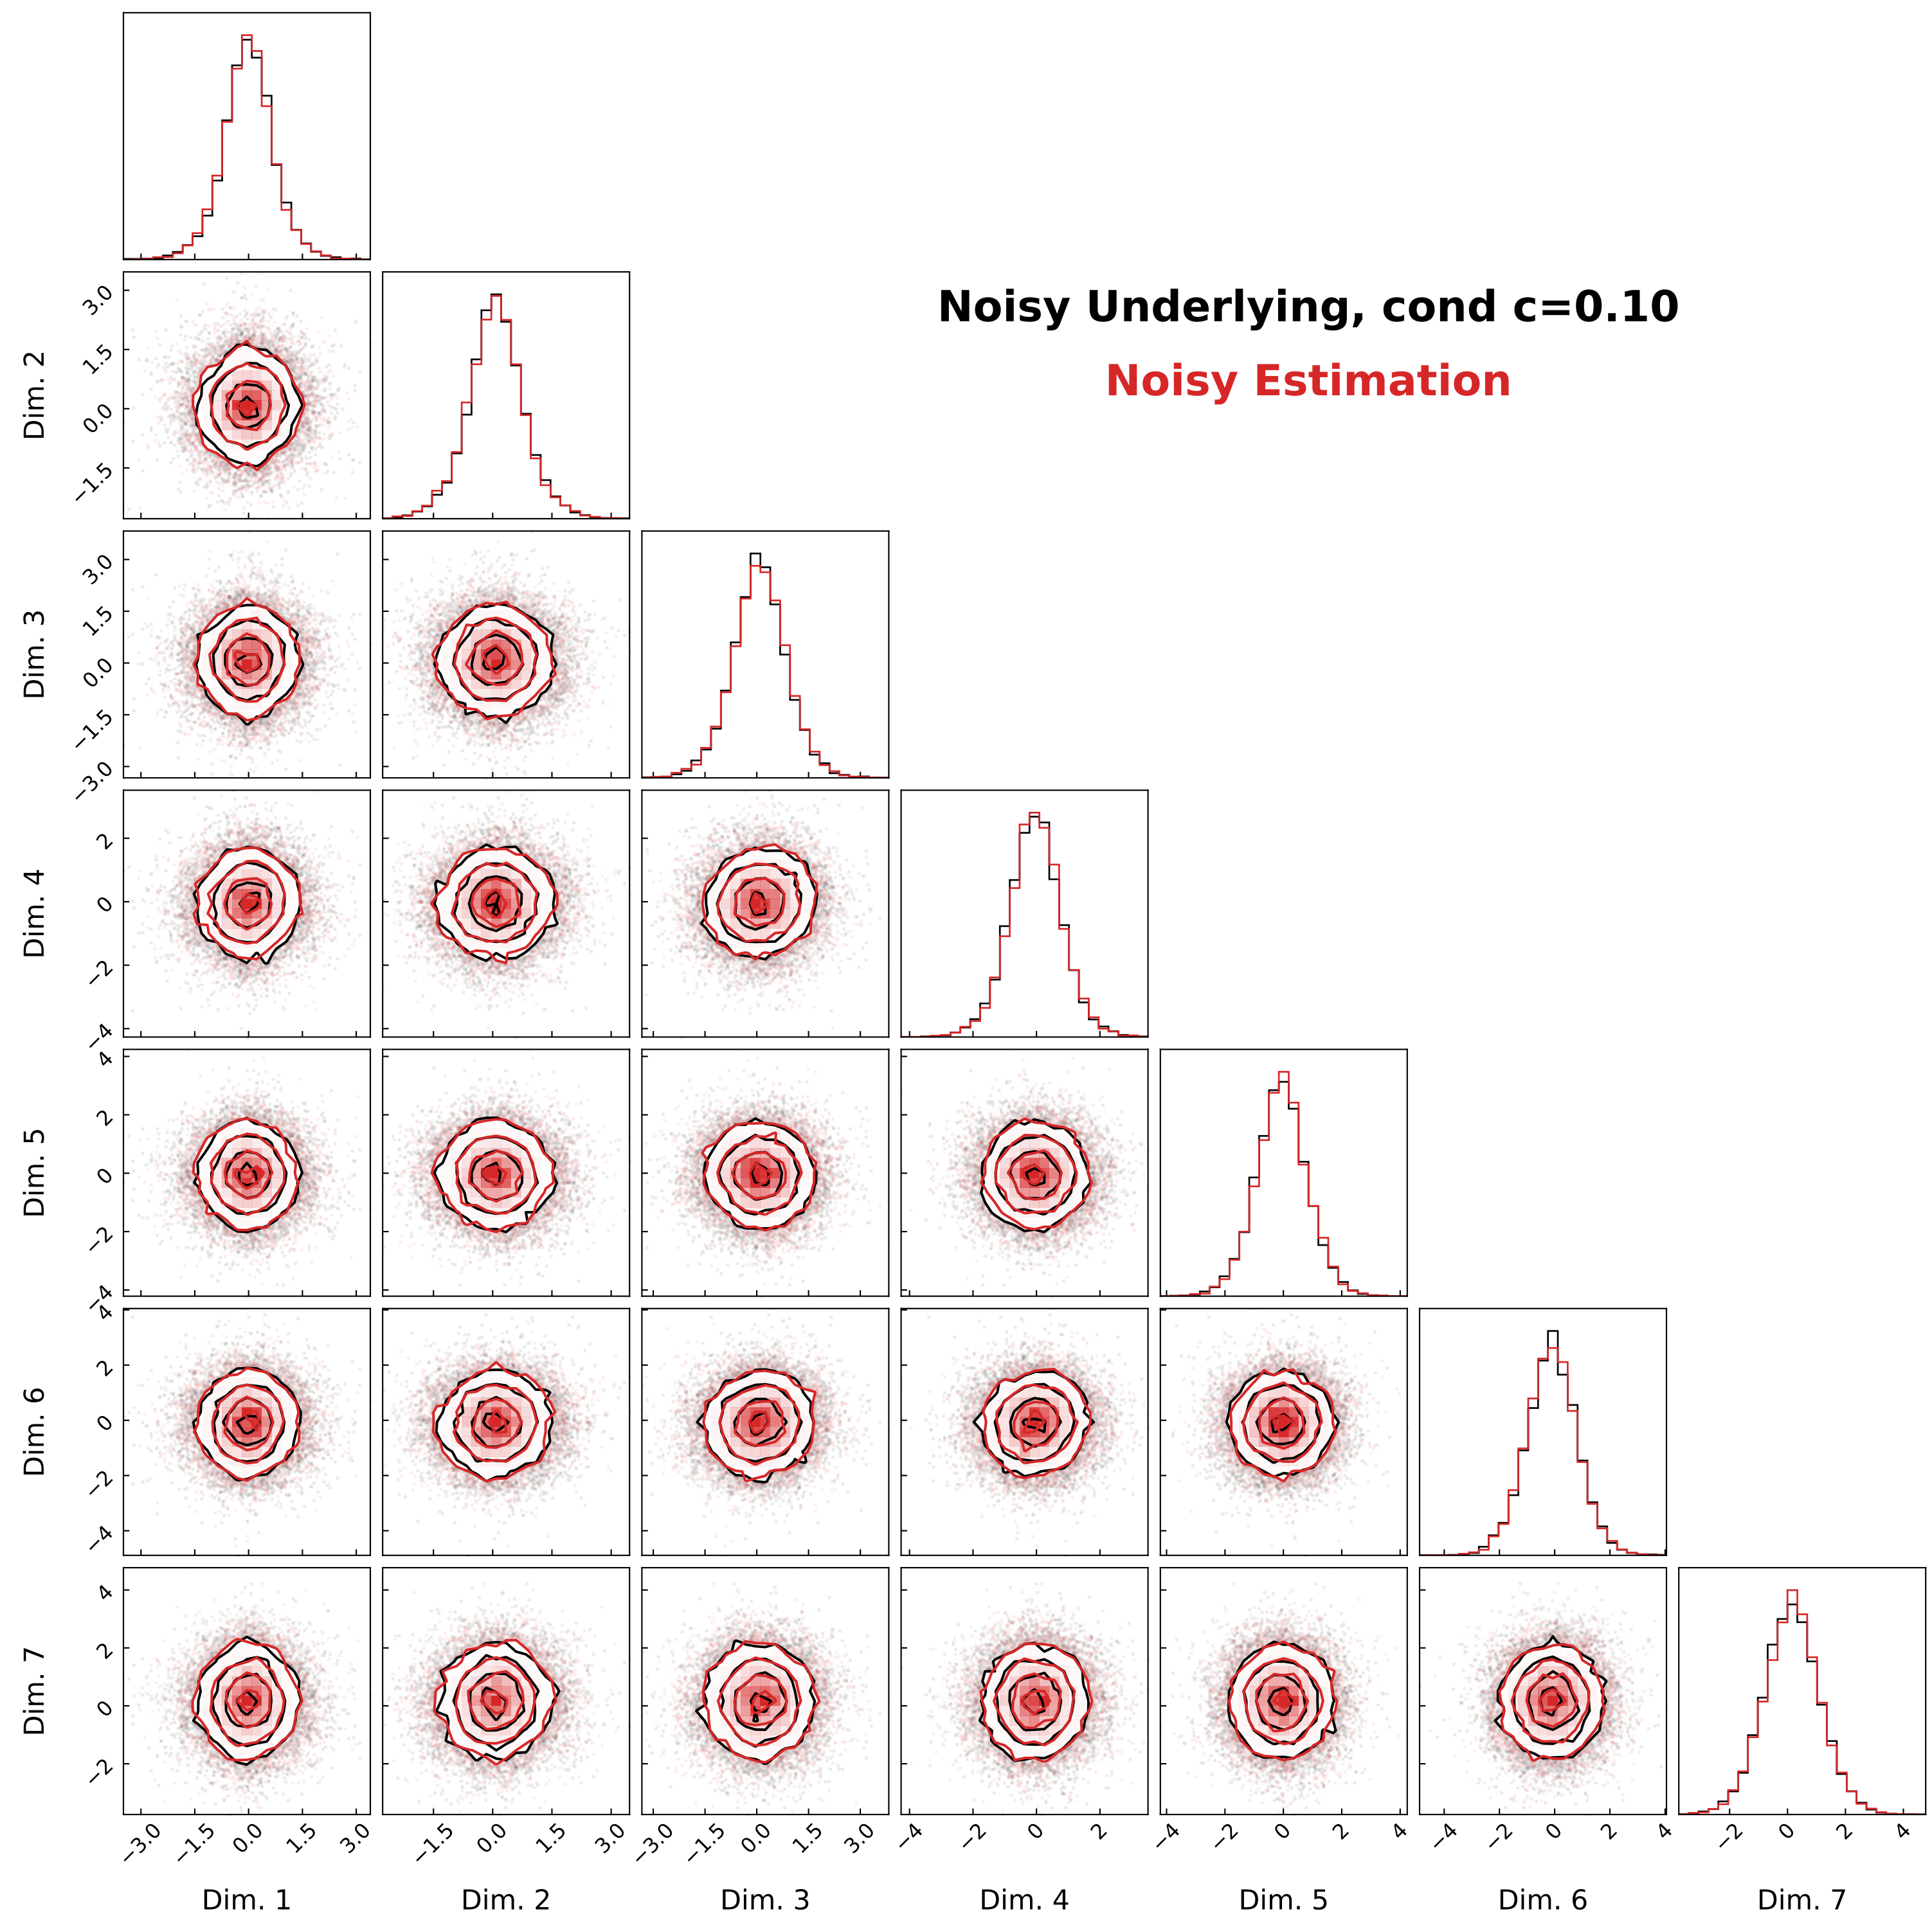 Noisy Underlying, cond c=0.10
Noisy Estimation
3.0
1.5
0.0
−1.5
Dim. 2
3.0
1.5
0.0
−1.5
−3.0
Dim. 3
2
0
−2
−4
Dim. 4
4
2
0
−2
−4
Dim. 5
4
2
0
−2
−4
Dim. 6
4
2
0
−2
Dim. 7
−3.0 −1.5 0.0 1.5 3.0 −1.5 0.0 1.5 3.0 −3.0 −1.5 0.0 1.5 3.0 −4 −2 0 2 −4 −2 0 2 4 −4 −2 0 2 4 −2 0 2 4
Dim. 1 Dim. 2 Dim. 3 Dim. 4 Dim. 5 Dim. 6 Dim. 7